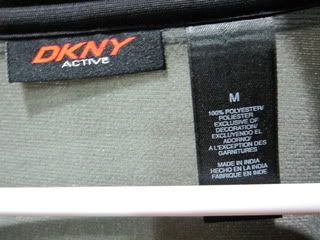 DKNY
ACTIVE
M
100% POLYESTER/
POLIESTER
EXCLUSIVE OF
DECORATION/
EXCLUYENDO EL
ADORNO/
A L'EXCEPTION DES
GARNITURES
MADE IN INDIA
HECHO EN LA INDIA
FABRIQUE EN INDE